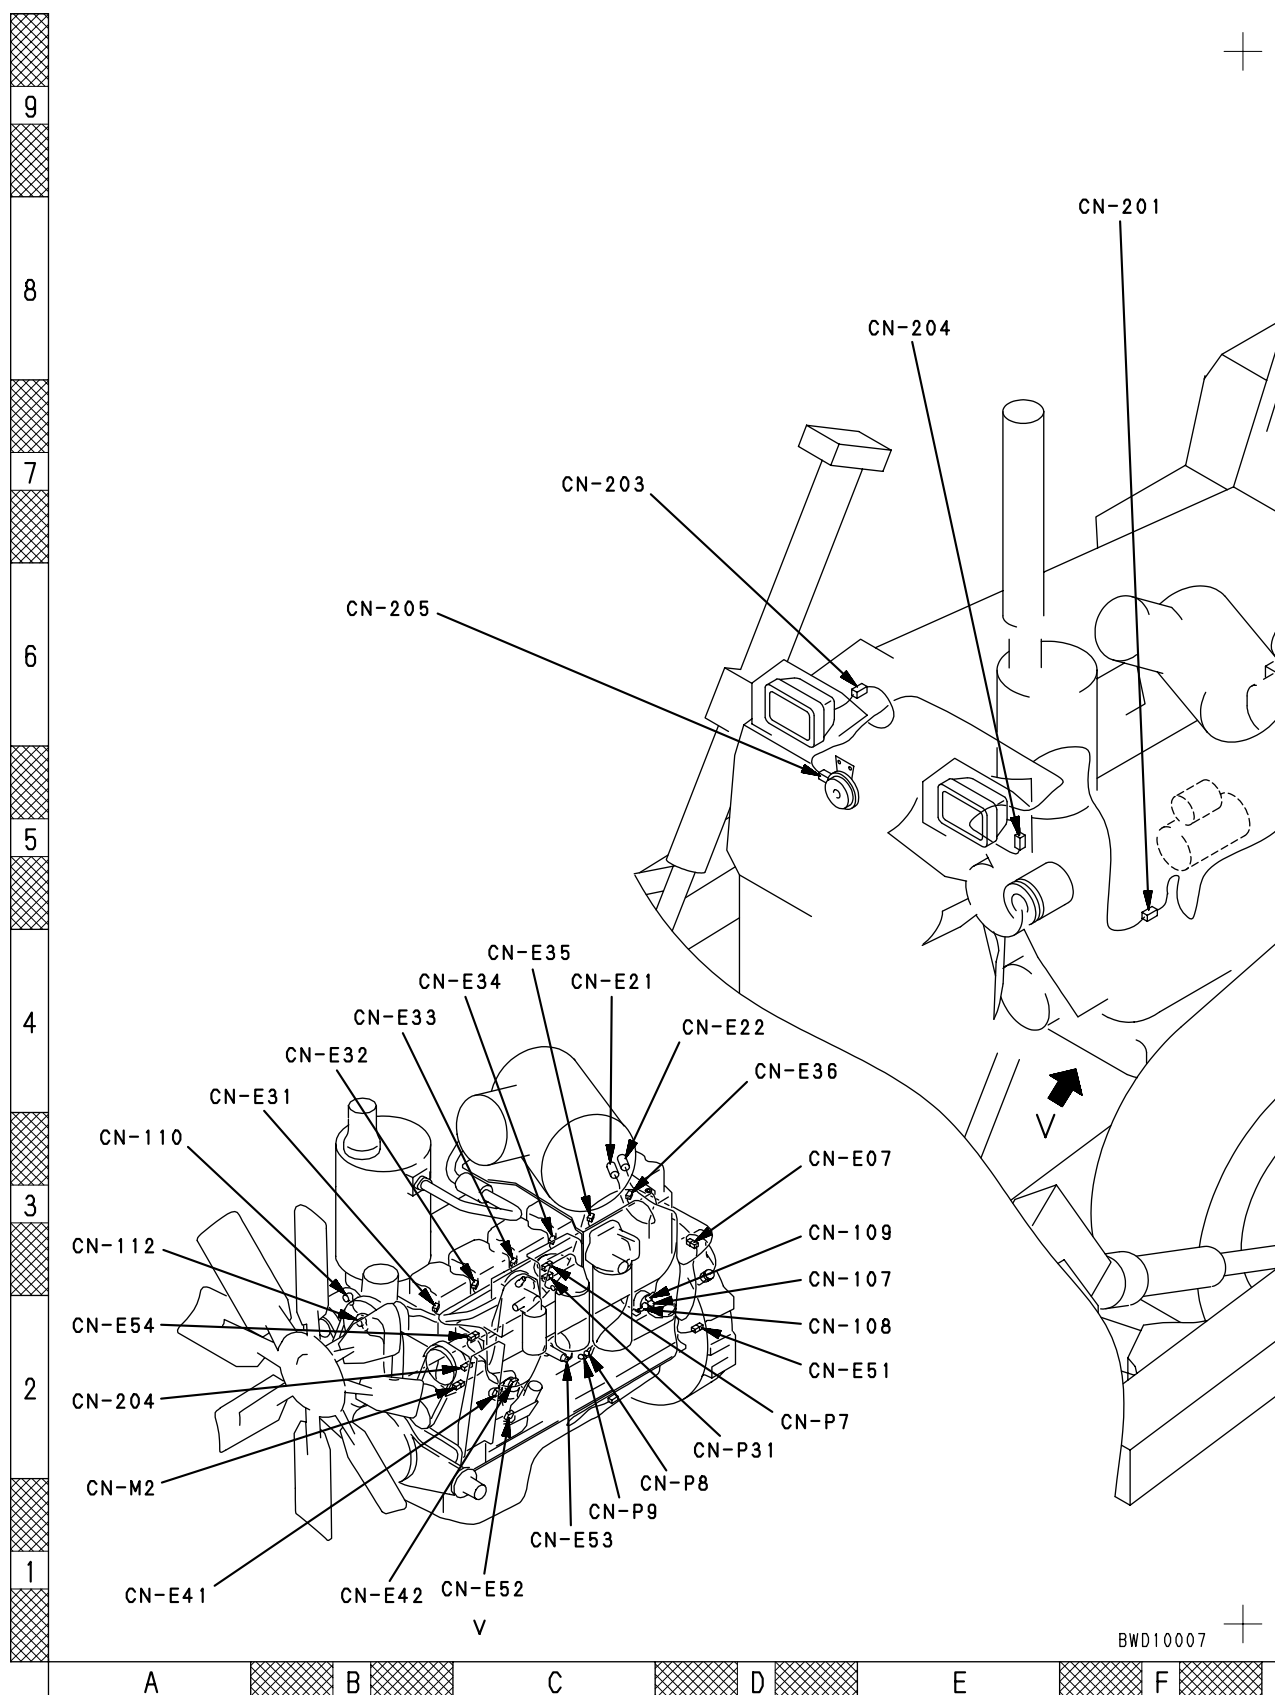 9
CN-201
8
CN-204
7
CN-203
CN-205
6
5
CN-E35
CN-E34
CN-E21
4
CN-E33
CN-E22
CN-E32
CN-E36
CN-E31
V
CN-110
CN-E07
3
CN-109
CN-112
CN-107
CN-E54
CN-108
CN-E51
2
CN-204
CN-P7
CN-P31
CN-M2
CN-P8
CN-P9
CN-E53
1
CN-E41
CN-E42
CN-E52
V
BWD10007
A B C D E F